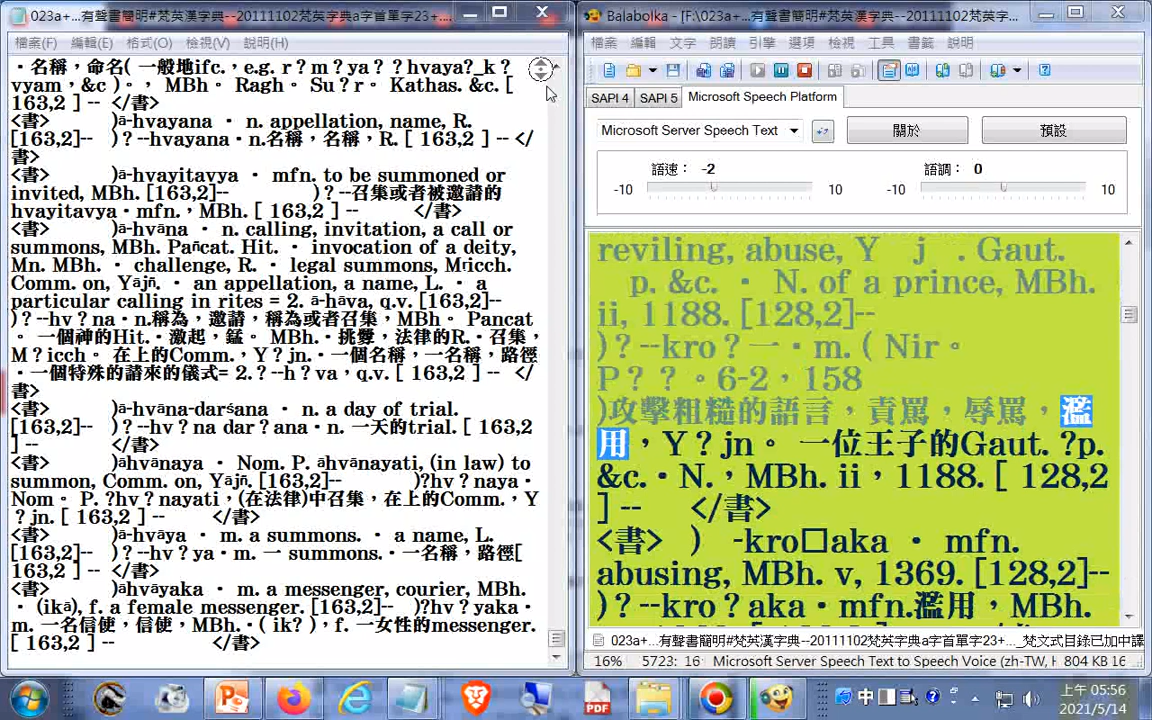 023a+...有聲書簡明#梵英漢字典--20111102梵英字典a字首單字23+...
檔案(F) 編輯(E) 格式(O) 檢視(V) 說明(H)
·名稱，命名( 一般地ifc.，e.g. r？m？ya？？hvaya?_k？
vyam，&c )。， MBh。Ragh。Su？r。Kathas. &c. [
163,2 ] -- </書>
<書> )ā-hvayana · n. appellation, name, R.
[163,2]-- )？--hvayana·n.名稱，名稱，R. [ 163,2 ] -- </
書>
<書> )ā-hvayitavya · mfn. to be summoned or
invited, MBh. [163,2]-- )？--召集或者被邀請的
hvayitavya·mfn.，MBh. [ 163,2 ] -- </書>
<書> )ā-hvāna · n. calling, invitation, a call or
summons, MBh. Pañcat. Hit. · invocation of a deity,
Mn. MBh. · challenge, R. · legal summons, Mricch.
Comm. on, Yājñ. · an appellation, a name, L. · a
particular calling in rites = 2. ā-hāva, q.v. [163,2]--
)？--hv？na·n.稱為，邀請，稱為或者召集，MBh。Pancat
。一個神的Hit.·激起，錳。 MBh.·挑釁，法律的R.·召集，
M？icch。 在上的Comm.，Y？jn.·一個名稱，一名稱，路徑
·一個特殊的請來的儀式= 2.？--h？va，q.v. [ 163,2 ] -- </
書>
<書> )ā-hvāna-darśana · n. a day of trial.
[163,2]-- )？--hv？na dar？ana·n. 一天的trial. [ 163,2
] -- </書>
<書> )āhvānaya · Nom. P. āhvānayati, (in law) to
summon, Comm. on, Yājñ. [163,2]-- )?hv？naya·
Nom。 P. ?hv？nayati，(在法律)中召集，在上的Comm.，Y
？jn. [ 163,2 ] -- </書>
<書> )ā-hvāya · m. a summons. · a name, L.
[163,2]-- )？--hv？ya·m. 一 summons.·一名稱，路徑[
163,2 ] -- </書>
<書> )āhvāyaka · m. a messenger, courier, MBh.
· (ikā), f. a female messenger. [163,2]-- )?hv？yaka·
m. 一名信使，信使，MBh.·( ik? )，f. 一女性的messenger.
[ 163,2 ] -- </書>
Balabolka - [F:\023a+...有聲書簡明#梵英漢字典--20111102梵英字...
檔案 編輯 文字 朗讀 引擎 選項 檢視 工具 書籤 說明
SAPI 4 SAPI 5 Microsoft Speech Platform
Microsoft Server Speech Text 關於 預設
語速： -2 語調： 0
-10 10 -10 10
reviling, abuse, Y j . Gaut.
p. &c. · N. of a prince, MBh.
ii, 1188. [128,2]--
)？--kro？一·m. ( Nir。
P？？。6-2，158
)攻擊粗糙的語言，責罵，辱罵，濫
用，Y？jn。 一位王子的Gaut. ?p.
&c.·N.，MBh. ii，1188. [ 128,2
] -- </書>
<書> ) -kro□aka · mfn.
abusing, MBh. v, 1369. [128,2]--
)？--kro？aka·mfn.濫用，MBh.
023a+...有聲書簡明#梵英漢字典--20111102梵英字典a字首單字23+..._梵文式目錄已加中譯
16% 5723: 16 Microsoft Server Speech Text to Speech Voice (zh-TW, H 804 KB 16
PDF
中
上午 05:56
2021/5/14